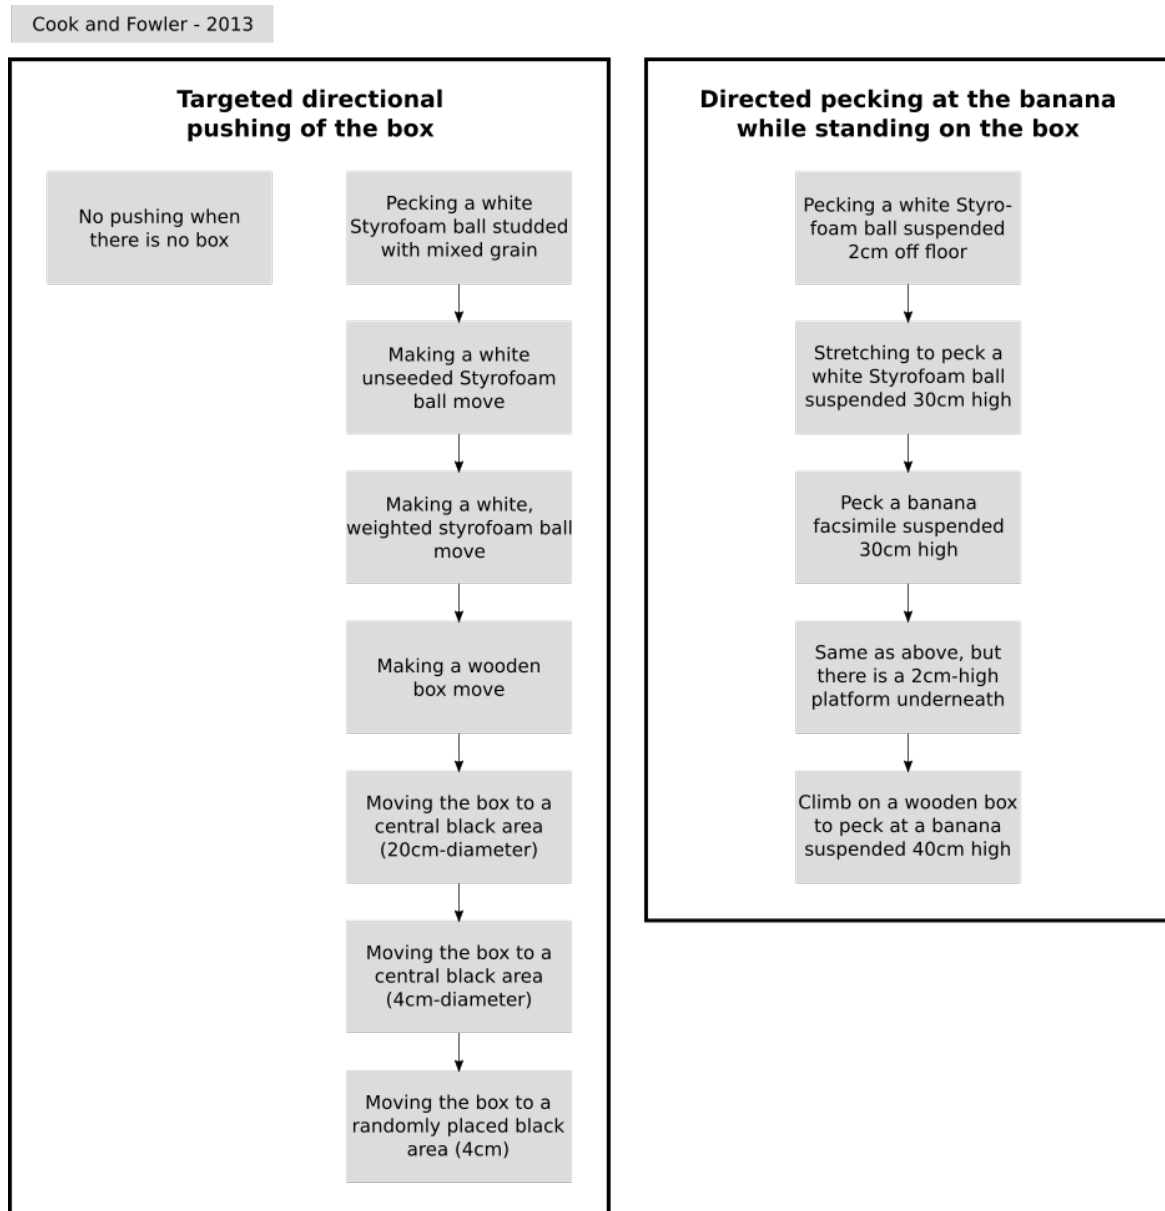 Cook and Fowler - 2013
Targeted directional
pushing of the box
No pushing when
there is no box
Pecking a white
Styrofoam ball studded
with mixed grain
Making a white
unseeded Styrofoam
ball move
Making a white,
weighted styrofoam ball
move
Making a wooden
box move
Moving the box to a
central black area
(20cm-diameter)
Moving the box to a
central black area
(4cm-diameter)
Moving the box to a
randomly placed black
area (4cm)
Directed pecking at the banana
while standing on the box
Pecking a white Styro-
foam ball suspended
2cm off floor
Stretching to peck a
white Styrofoam ball
suspended 30cm high
Peck a banana
facsimile suspended
30cm high
Same as above, but
there is a 2cm-high
platform underneath
Climb on a wooden box
to peck at a banana
suspended 40cm high